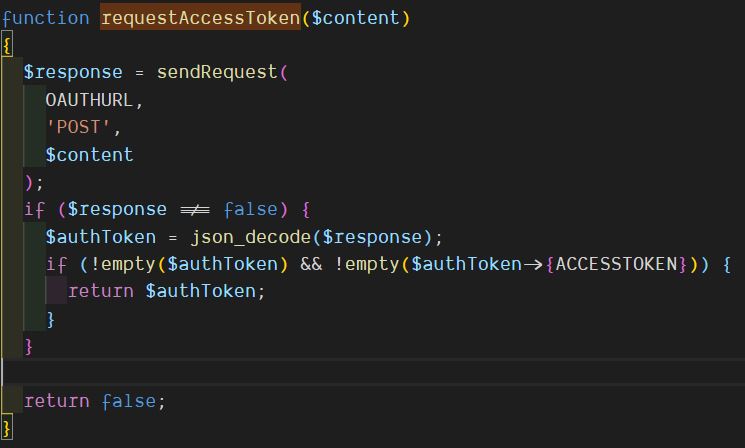 function requestAccessToken($content)
{
  $response = sendRequest(
    OAUTHURL,
    'POST',
    $content
  );
  if ($response !== false) {
    $authToken = json_decode($response);
    if (!empty($authToken) && !empty($authToken->{ACCESSTOKEN})) {
      return $authToken;
    }
  }

  return false;
}